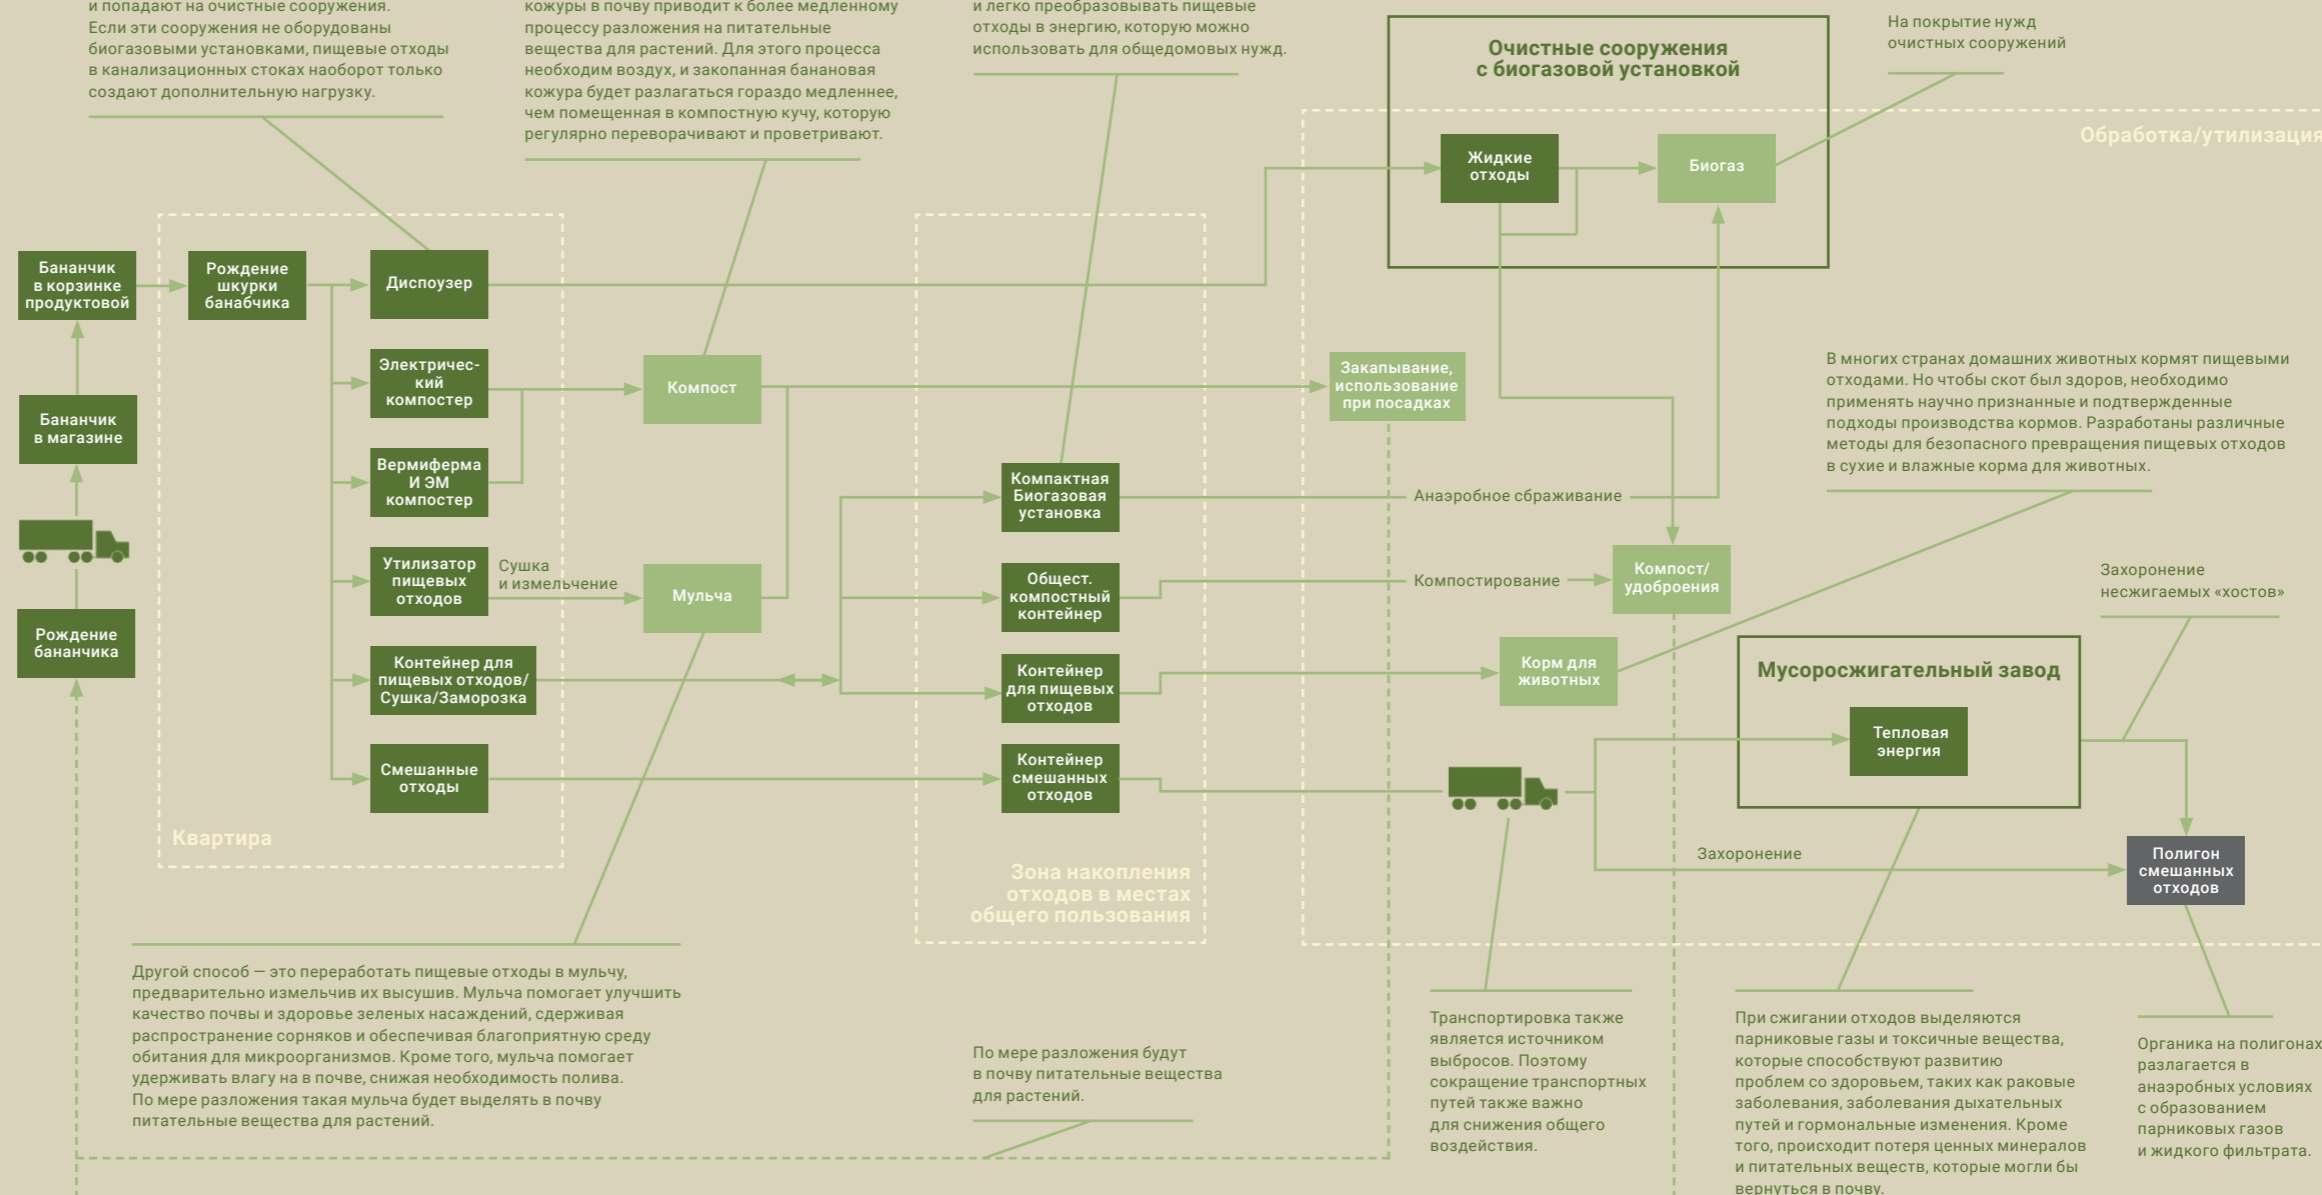 и попадают на очистные сооружения.
Если эти сооружения не оборудованы
биогазовыми установками, пищевые отходы
в канализационных стоках наоборот только
создают дополнительную нагрузку.
кожуры в почву приводит к более медленному
процессу разложения на питательные
вещества для растений. Для этого процесса
необходим воздух, и закопанная банановая
кожура будет разлагаться гораздо медленнее,
чем помещенная в компостную кучу, которую
регулярно переворачивают и проветривают.
и легко преобразовывать пищевые
отходы в энергию, которую можно
использовать для общедомовых нужд.
Очистные сооружения
с биогазовой установкой
На покрытие нужд
очистных сооружений
Обработка/утилизация
Жидкие
отходы
Биогаз
Бананчик
в корзинке
продуктовой
Рождение
шкурки
банабчика
Диспоузер
Электричес-
кий
компостер
Компост
Закапывание,
использование
при посадках
В многих странах домашних животных кормят пищевыми
отходами. Но чтобы скот был здоров, необходимо
применять научно признанные и подтвержденные
подходы производства кормов. Разработаны различные
методы для безопасного превращения пищевых отходов
в сухие и влажные корма для животных.
Бананчик
в магазине
Вермиферма
И ЭМ
компостер
Компактная
Биогазовая
установка
Анаэробное сбраживание
Утилизатор
пищевых
отходов
Сушка
и измельчение
Мульча
Общест.
компостный
контейнер
Компостирование
Компост/
удоброения
Захоронение
несжигаемых «хостов»
Рождение
бананчика
Контейнер для
пищевых отходов/
Сушка/Заморозка
Контейнер
для пищевых
отходов
Корм для
животных
Мусоросжигательный завод
Тепловая
энергия
Смешанные
отходы
Контейнер
смешанных
отходов
Квартира
Зона накопления
отходов в местах
общего пользования
Захоронение
Полигон
смешанных
отходов
Другой способ — это переработать пищевые отходы в мульчу,
предварительно измельчив их высушив. Мульча помогает улучшить
качество почвы и здоровье зеленых насаждений, сдерживая
распространение сорняков и обеспечивая благоприятную среду
обитания для микроорганизмов. Кроме того, мульча помогает
удерживать влагу на в почве, снижая необходимость полива.
По мере разложения такая мульча будет выделять в почву
питательные вещества для растений.
По мере разложения будут
в почву питательные вещества
для растений.
Транспортировка также
является источником
выбросов. Поэтому
сокращение транспортных
путей также важно
для снижения общего
воздействия.
При сжигании отходов выделяются
парниковые газы и токсичные вещества,
которые способствуют развитию
проблем со здоровьем, таких как раковые
заболевания, заболевания дыхательных
путей и гормональные изменения. Кроме
того, происходит потеря ценных минералов
и питательных веществ, которые могли бы
вернуться в почву.
Органика на полигонах
разлагается в
анаэробных условиях
с образованием
парниковых газов
и жидкого фильтрата.